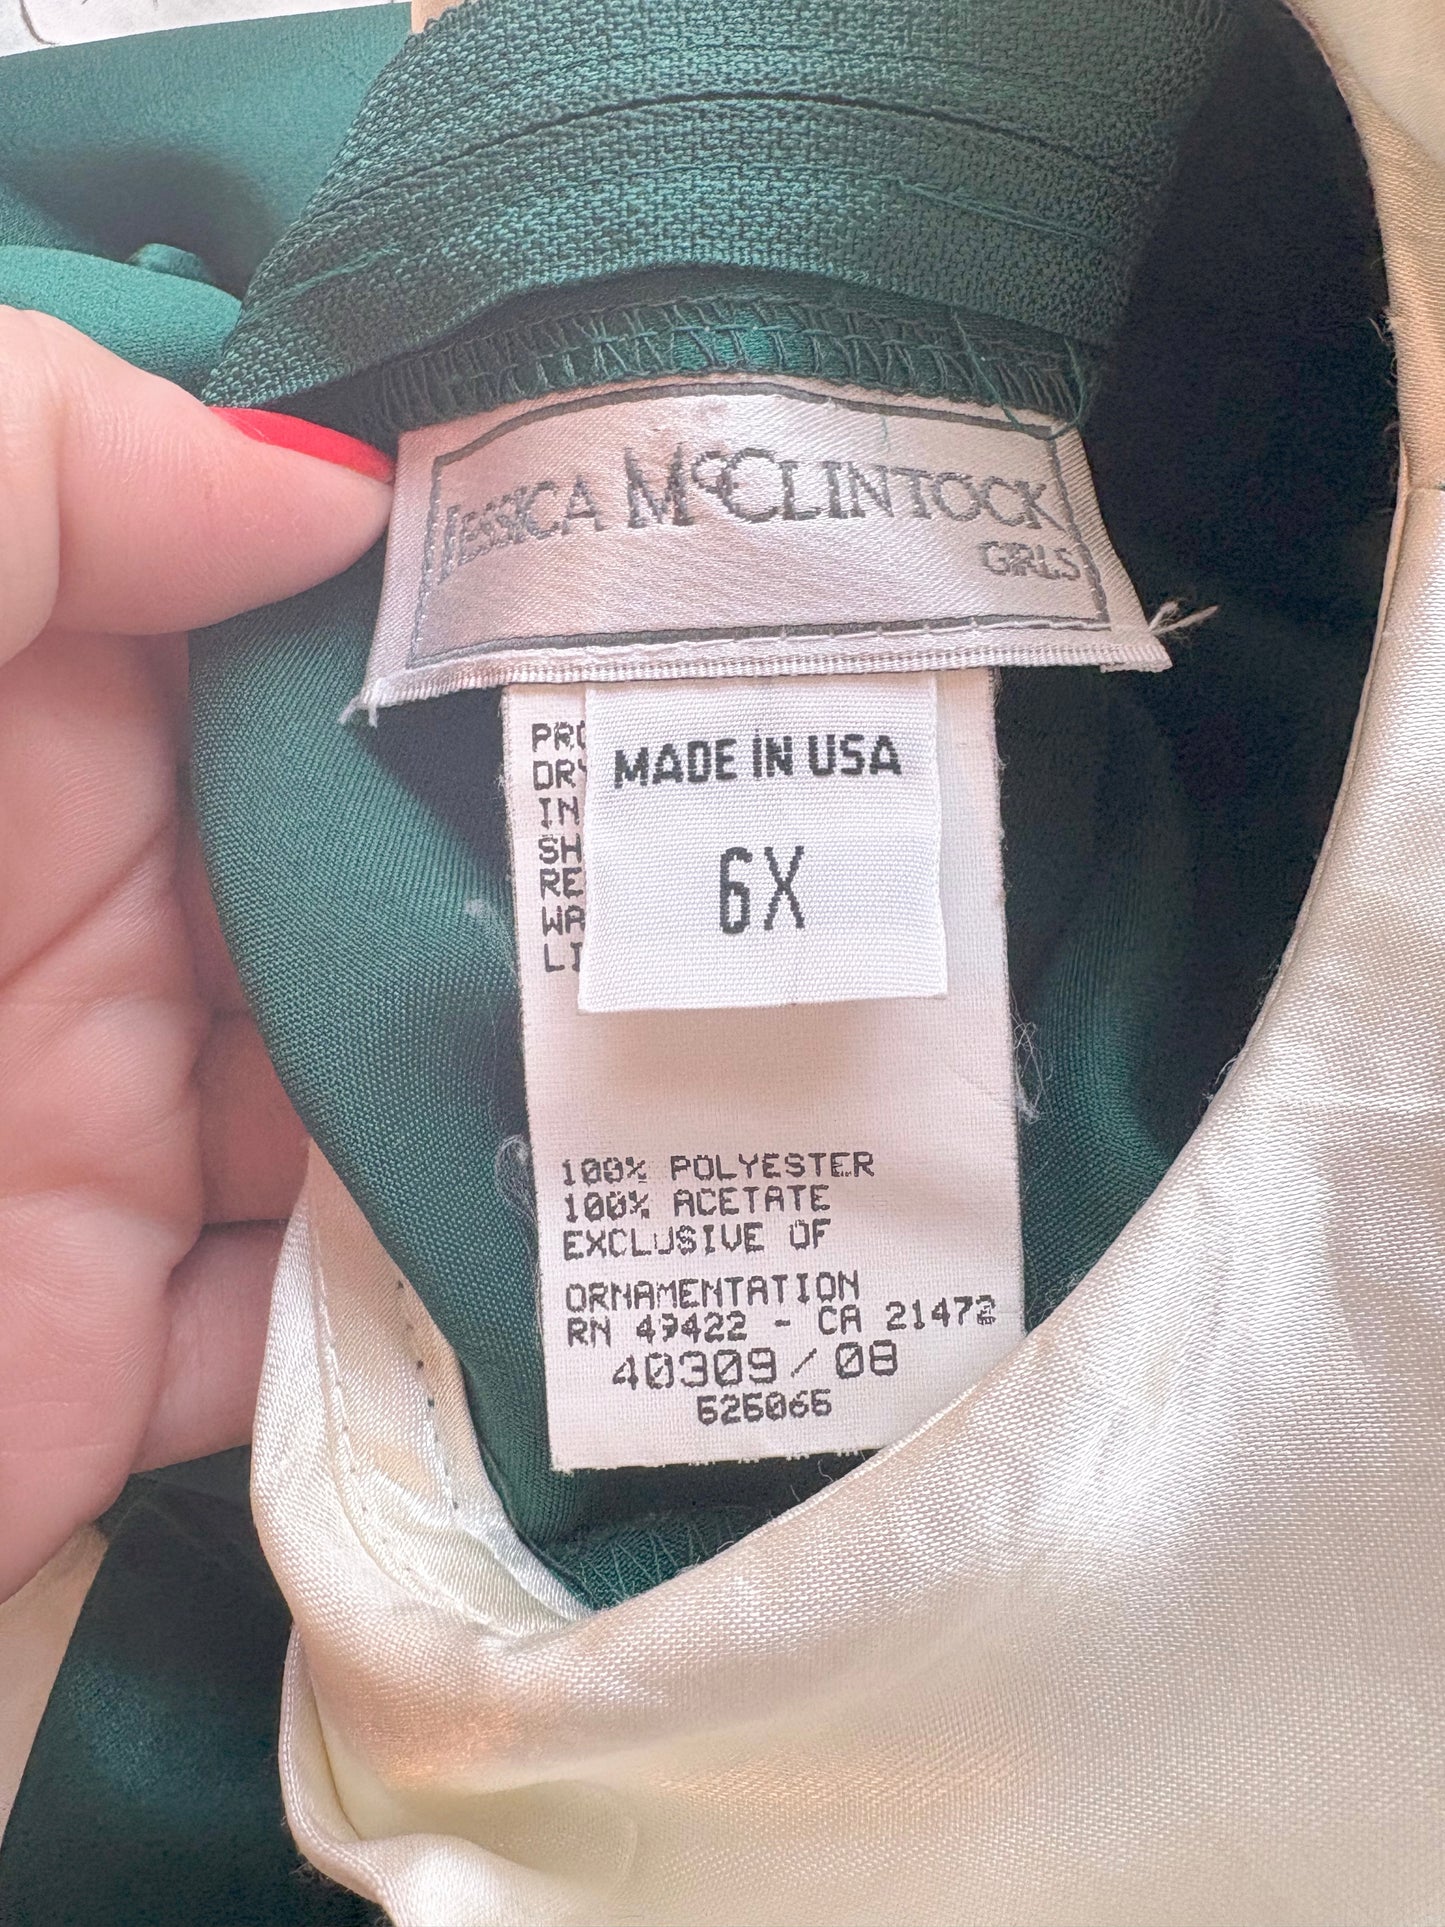 JESSICA McCLINTOCK
GIRLS
MADE IN USA
6X
100% POLYESTER
100% ACETATE
EXCLUSIVE OF
ORNAMENTATION
RN 49422 - CA 21472
40309/08